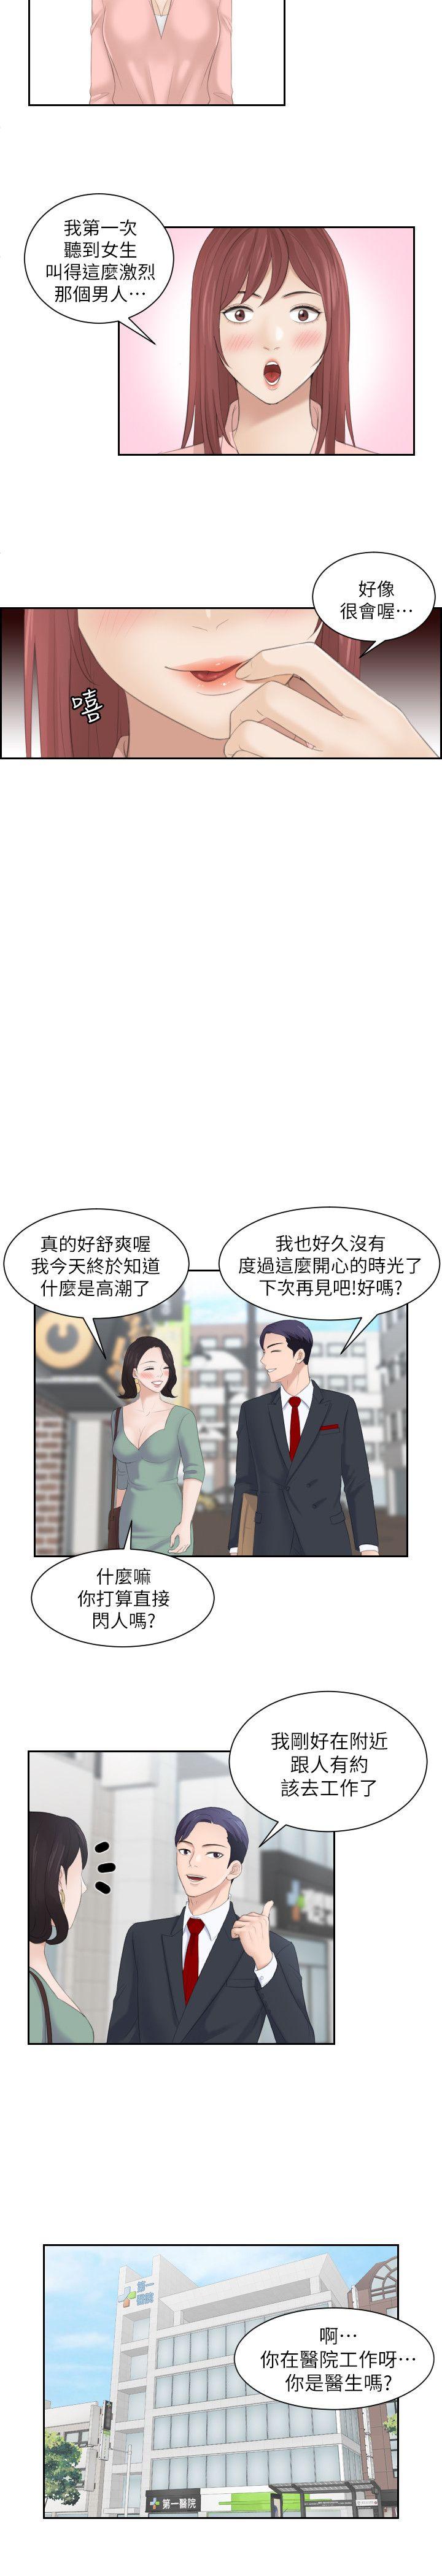 我第一次
聽到女生
叫得這麼激烈
那個男人⋯
好像
很會喔⋯
嘻
真的好舒爽喔
我今天終於知道
什麼是高潮了
我也好久沒有
度過這麼開心的時光了
下次再見吧!好嗎?
什麼嘛
你打算直接
閃人嗎?
我剛好在附近
跟人有約
該去工作了
第一
醫院
啊⋯
你在醫院工作呀⋯
你是醫生嗎?
第一醫院